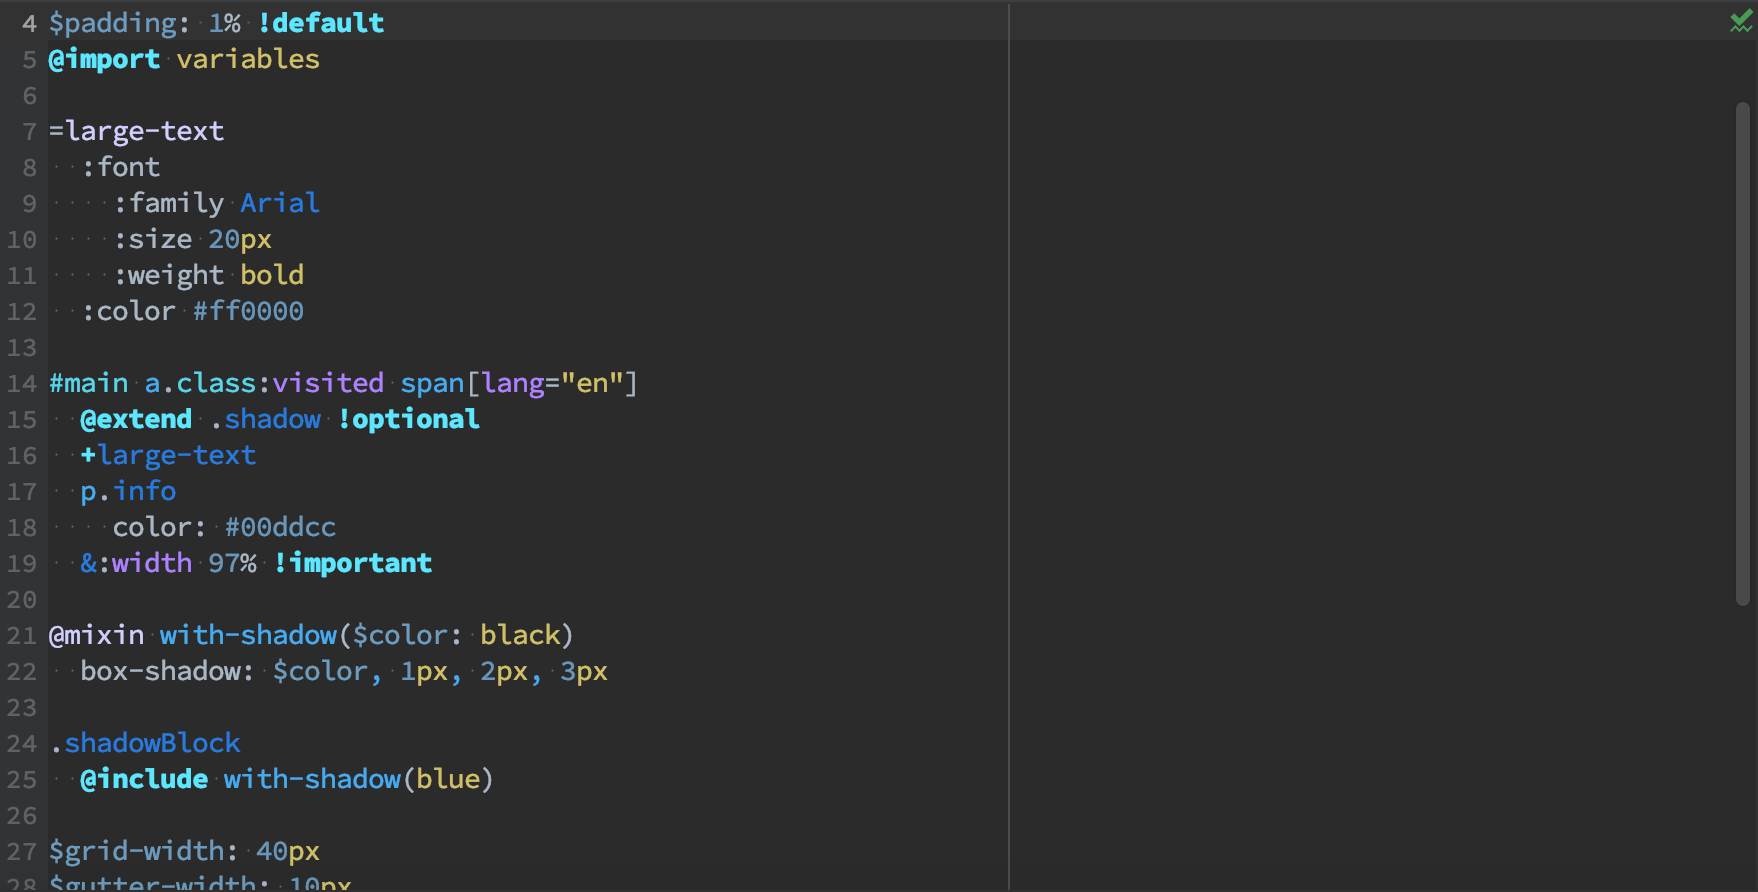 4 $padding: 1% !default
5 @import variables
6
7 =large-text
8   :font
9     :family Arial
10     :size 20px
11     :weight bold
12   :color #ff0000
13
14 #main a.class:visited span[lang="en"]
15   @extend .shadow !optional
16   +large-text
17   p.info
18     color: #00ddcc
19   &:width 97% !important
20
21 @mixin with-shadow($color: black)
22   box-shadow: $color, 1px, 2px, 3px
23
24 .shadowBlock
25   @include with-shadow(blue)
26
27 $grid-width: 40px
28 $gutter-width: 10px